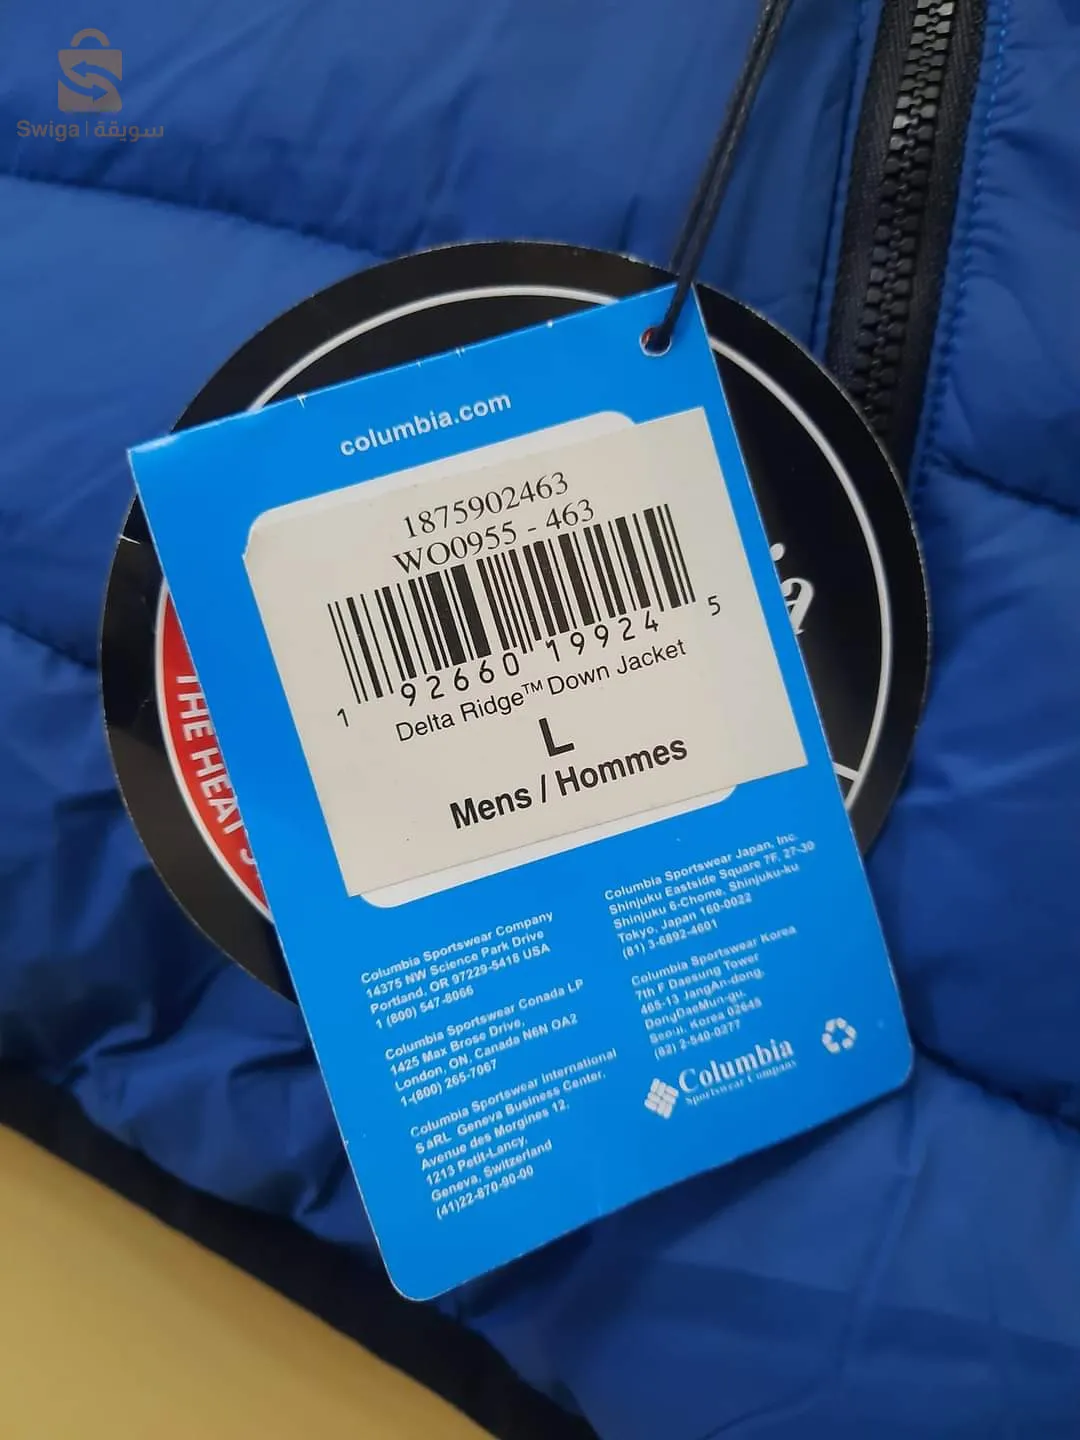 Swiga | سويقة
columbia.com
1875902463
WO0955 - 463
1 92660 19924 5
Delta Ridge™ Down Jacket
L
Mens / Hommes
THE HEAT
Columbia Sportswear Company
14375 NW Science Park Drive
Portland, OR 97229-5418 USA
1 (800) 547-8066
Columbia Sportswear Conada LP
1425 Max Brose Drive,
London, ON, Canada N6N OA2
1-(800) 265-7067
Columbia Sportswear International
SaRL Geneva Business Center,
Avenue des Morgines 12,
1213 Petit-Lancy,
Geneva, Switzerland
(41)22-870-90-00
Columbia Sportswear Japan, Inc.
Shinjuku Eastside Square 7F, 27-30
Shinjuku 6-Chome, Shinjuku-ku
Tokyo, Japan 160-0022
(81) 3-6892-4601
Columbia Sportswear Korea
7th F Daesung Tower
465-13 JangAn-dong,
DongDaeMun-gu,
Seo-ji, Korea 02645
(82) 2-540-0277
Columbia
Sportswear Company